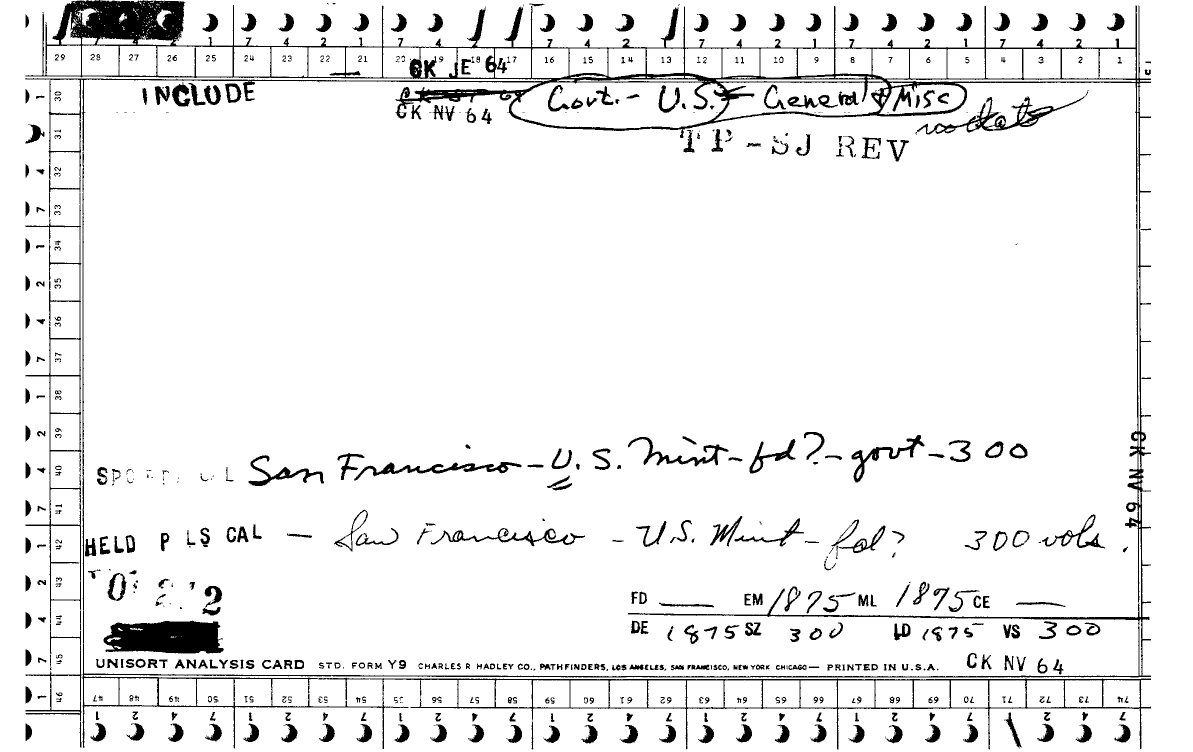 7 4 2 1 7 4 2 1 7 4 2 1 7 4 2 1 7 4 2 1 7 4 2 1
29 28 27 26 25 24 23 22 21 20 19 18 17 16 15 14 13 12 11 10 9 8 7 6 5 4 3 2 1
CK JE 64
INCLUDE
Govt. - U.S. General & Misc
CK NV 64
no date
TP-SJ REV
1 30
31
4 32
7 33
1 34
2 35
4 36
7 37
1 38
2 39
4 40
7 41
1 42
2 43
4 44
7 45
1 46
San Francisco - U. S. Mint - fd? - govt - 300
CK NV 64
HELD P LS CAL — San Francisco - U.S. Mint - fd? 300 vols.
FD — EM 1875 ML 1875 CE —
DE 1875 SZ 300 LD 1875 VS 300
UNISORT ANALYSIS CARD STD. FORM Y9 CHARLES R HADLEY CO., PATHFINDERS, LOS ANGELES, SAN FRANCISCO, NEW YORK CHICAGO— PRINTED IN U.S.A. CK NV 64
47 48 49 50 51 52 53 54 55 56 57 58 59 60 61 62 63 64 65 66 67 68 69 70 71 72 73 74
1 2 4 7 1 2 4 7 1 2 4 7 1 2 4 7 1 2 4 7 1 2 4 7 1 2 4 7